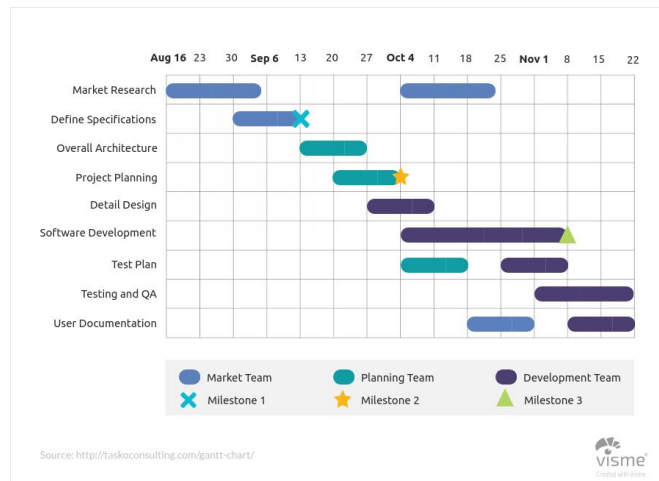 Aug 16 23 30 Sep 6 13 20 27 Oct 4 11 18 25 Nov 1 8 15 22
Market Research
Define Specifications
Overall Architecture
Project Planning
Detail Design
Software Development
Test Plan
Testing and QA
User Documentation
Market Team Planning Team Development Team
Milestone 1 Milestone 2 Milestone 3
Source: http://taskoconsulting.com/gantt-chart/
visme
Created with Visme